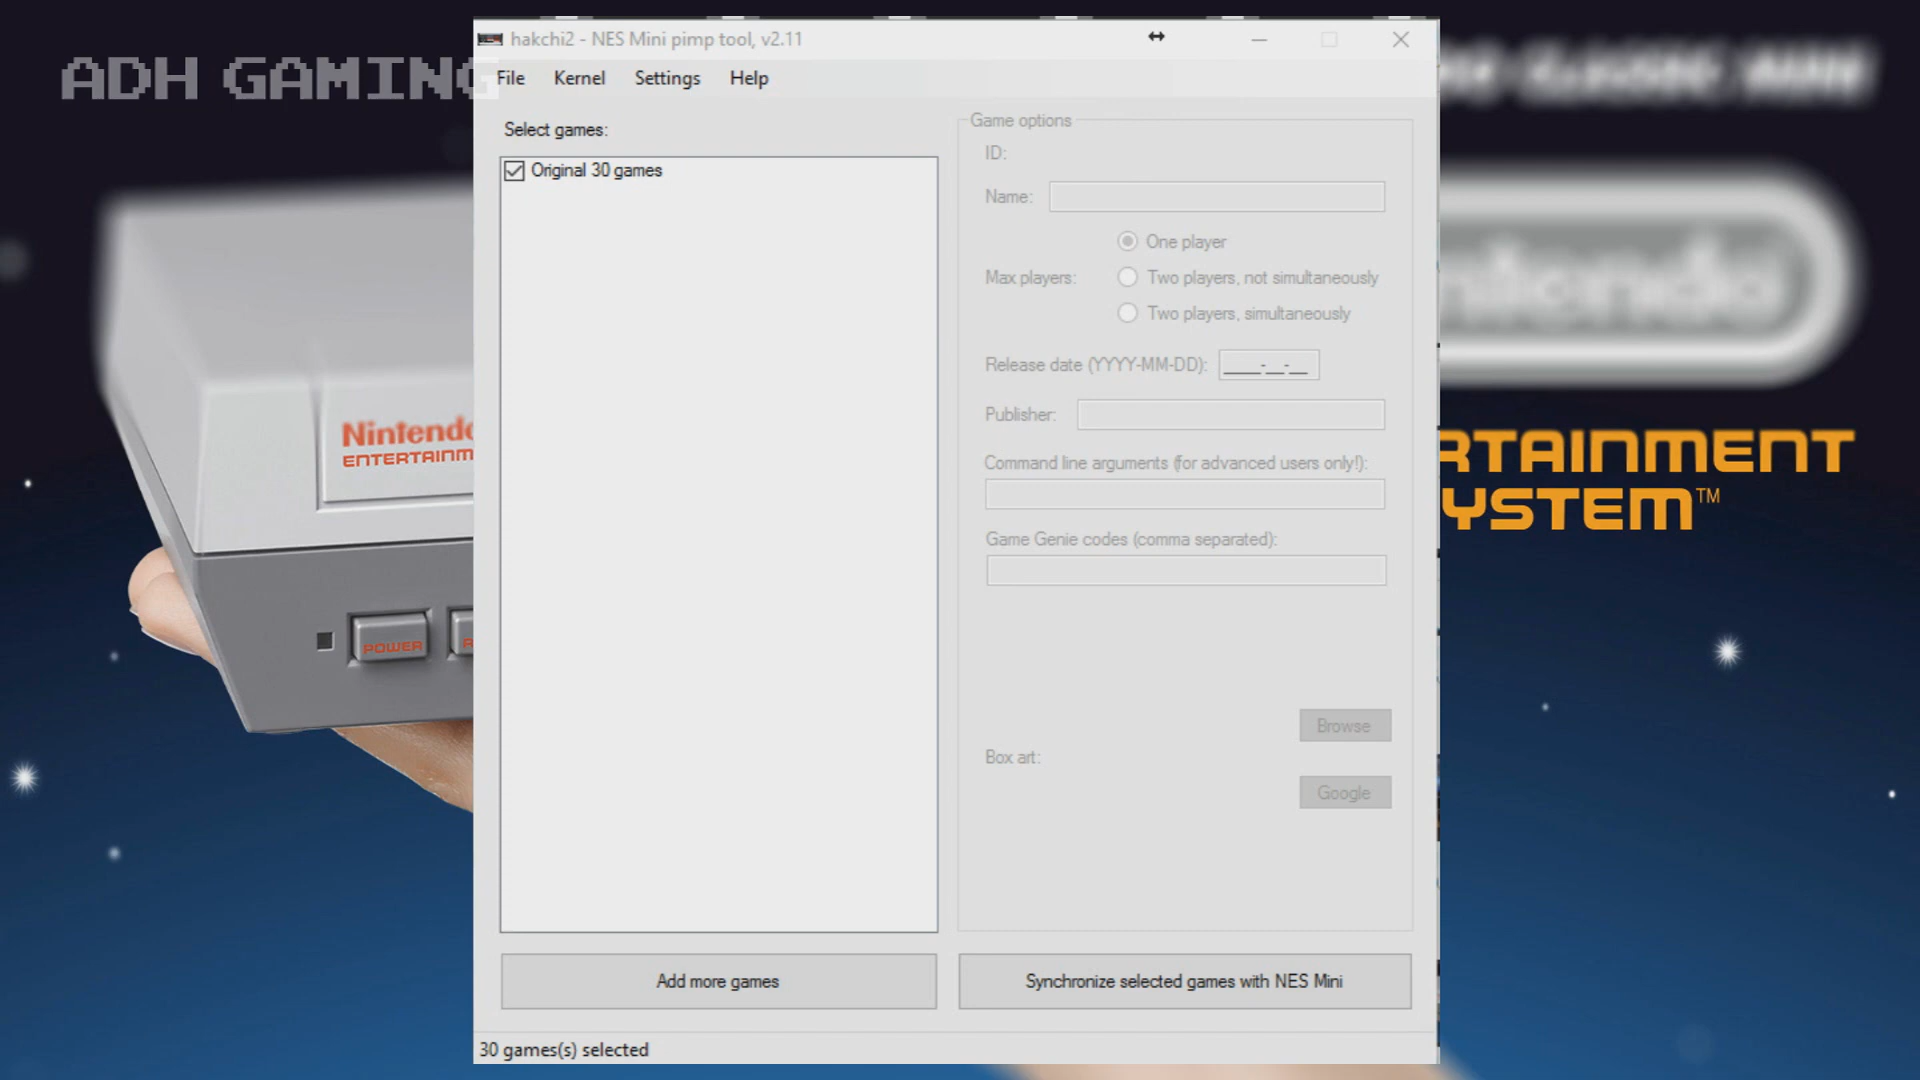 ADH GAMING
hakchi2 - NES Mini pimp tool, v2.11
File Kernel Settings Help
Select games:
Original 30 games
Game options
ID:
Name:
One player
Max players:
Two players, not simultaneously
Two players, simultaneously
Release date (YYYY-MM-DD): ____-__-__
Publisher:
Command line arguments (for advanced users only!):
Game Genie codes (comma separated):
Browse
Box art:
Google
Add more games
Synchronize selected games with NES Mini
30 games(s) selected
Nintendo
ENTERTAINM
POWER
R
RTAINMENT
YSTEM™